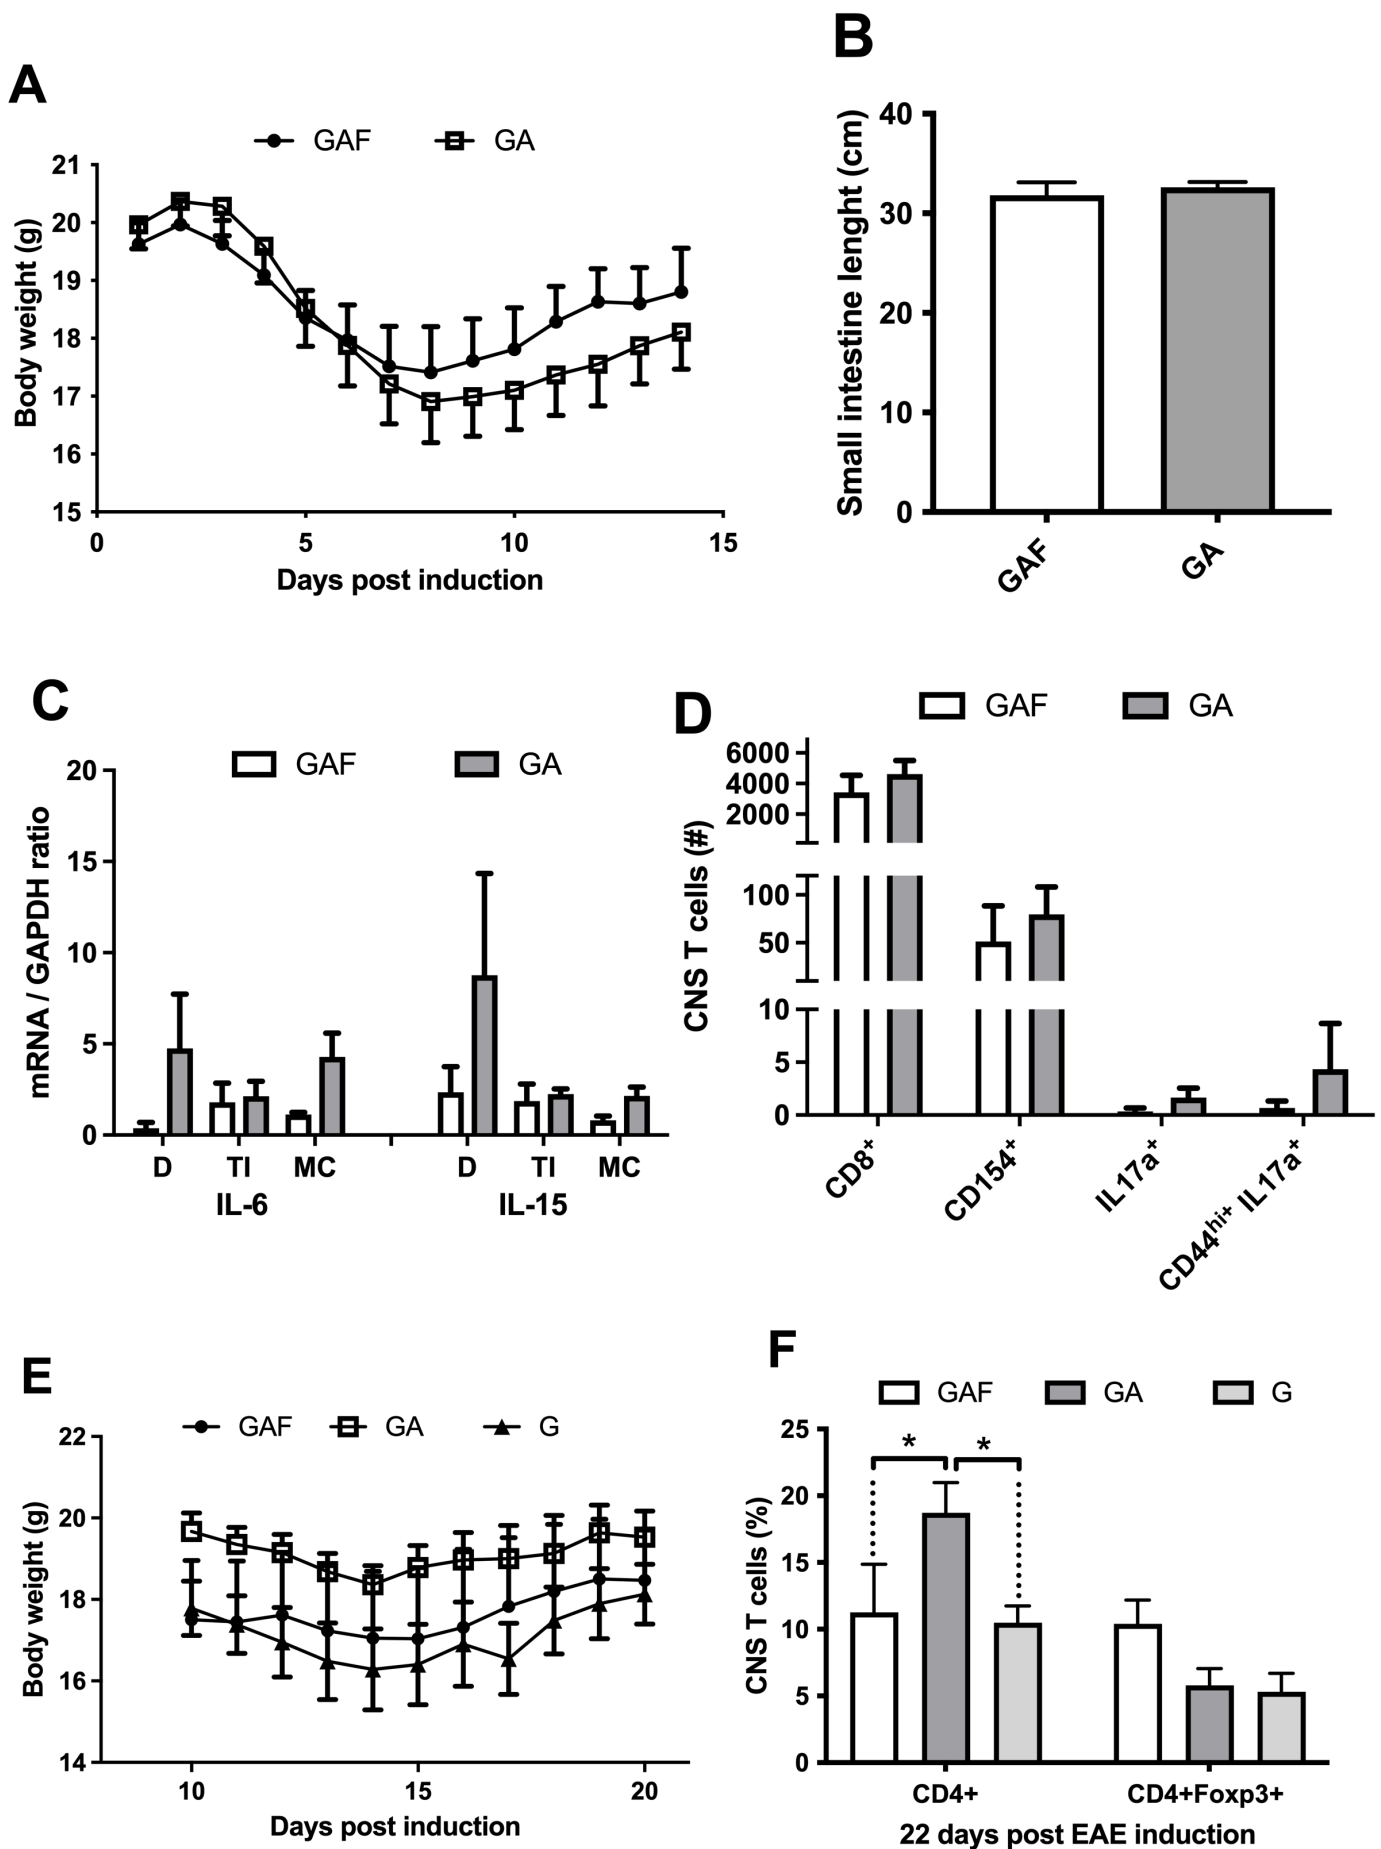 A
GAF GA
Body weight (g)
21
20
19
18
17
16
15
0 5 10 15
Days post induction
B
Small intestine lenght (cm)
40
30
20
10
0
GAF GA
C
GAF GA
mRNA / GAPDH ratio
20
15
10
5
0
D TI MC D TI MC
IL-6 IL-15
D
GAF GA
CNS T cells (#)
6000
4000
2000
100
50
10
5
0
CD8+ CD154+ IL17a+ CD44hi+ IL17a+
E
GAF GA G
Body weight (g)
22
20
18
16
14
10 15 20
Days post induction
F
GAF GA G
CNS T cells (%)
25
20
15
10
5
0
* *
CD4+ CD4+Foxp3+
22 days post EAE induction